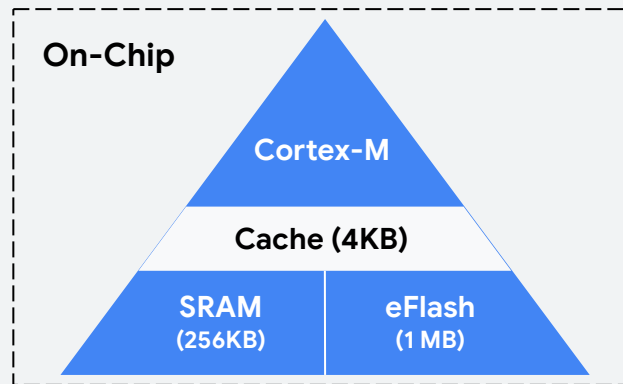 On-Chip
Cortex-M
Cache (4KB)
SRAM
(256KB)
eFlash
(1 MB)